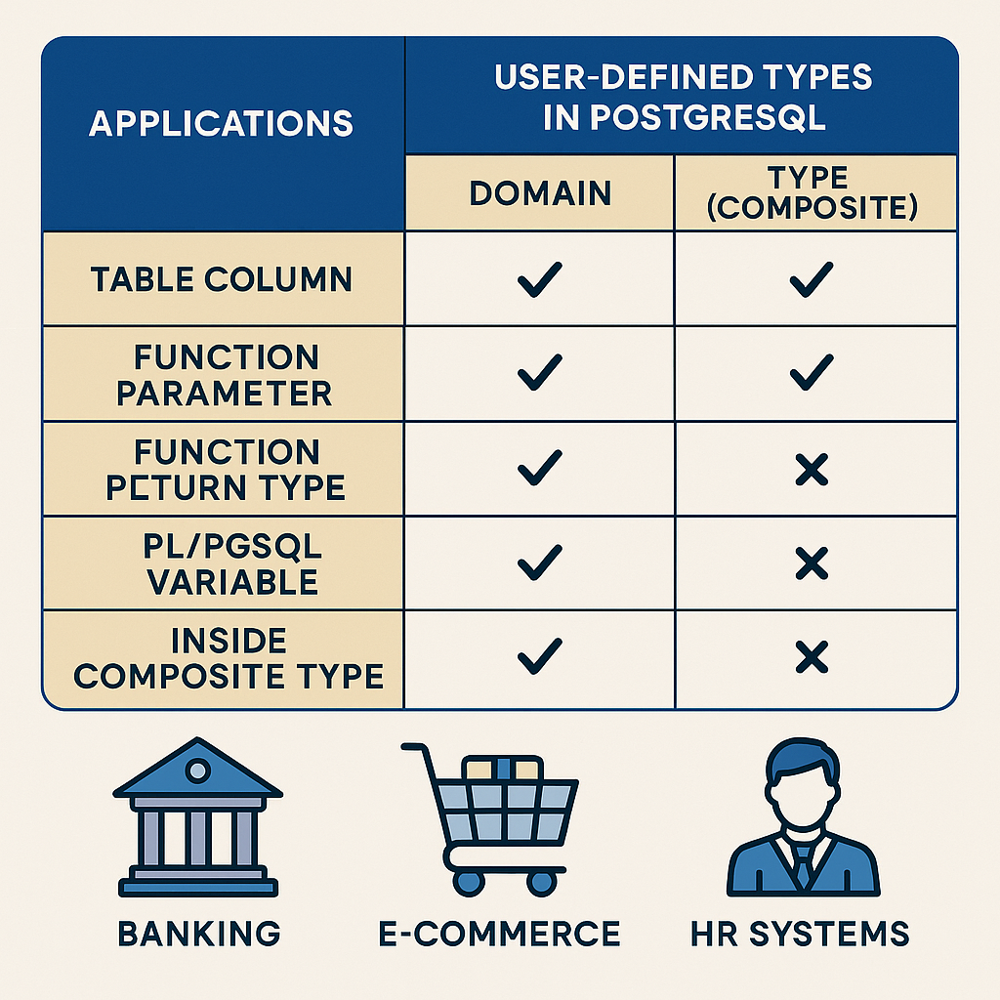 APPLICATIONS
USER-DEFINED TYPES
IN POSTGRESQL
DOMAIN
TYPE
(COMPOSITE)
TABLE COLUMN
FUNCTION
PARAMETER
FUNCTION
PETURN TYPE
PL/PGSQL
VARIABLE
INSIDE
COMPOSITE TYPE
BANKING
E-COMMERCE
HR SYSTEMS